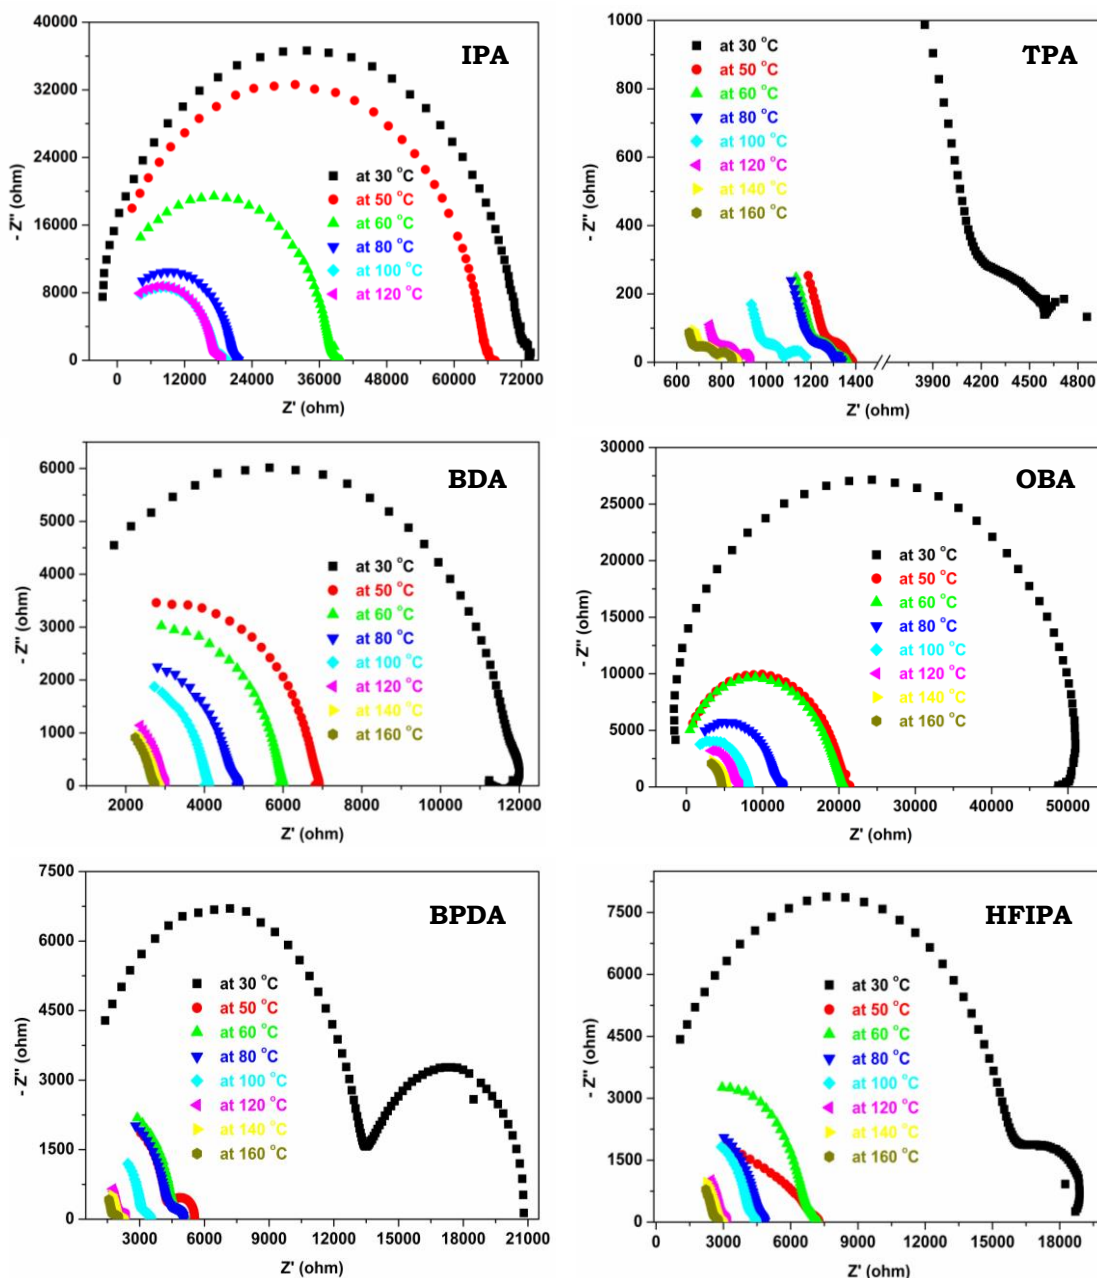 IPA
40000
32000
24000
16000
8000
0
- Z'' (ohm)
at 30 °C
at 50 °C
at 60 °C
at 80 °C
at 100 °C
at 120 °C
0 12000 24000 36000 48000 60000 72000
Z' (ohm)
TPA
1000
800
600
400
200
0
- Z'' (ohm)
at 30 °C
at 50 °C
at 60 °C
at 80 °C
at 100 °C
at 120 °C
at 140 °C
at 160 °C
600 800 1000 1200 1400 3900 4200 4500 4800
Z' (ohm)
BDA
6000
5000
4000
3000
2000
1000
0
- Z'' (ohm)
at 30 °C
at 50 °C
at 60 °C
at 80 °C
at 100 °C
at 120 °C
at 140 °C
at 160 °C
2000 4000 6000 8000 10000 12000
Z' (ohm)
OBA
30000
25000
20000
15000
10000
5000
0
- Z'' (ohm)
at 30 °C
at 50 °C
at 60 °C
at 80 °C
at 100 °C
at 120 °C
at 140 °C
at 160 °C
0 10000 20000 30000 40000 50000
Z' (ohm)
BPDA
7500
6000
4500
3000
1500
0
- Z'' (ohm)
at 30 °C
at 50 °C
at 60 °C
at 80 °C
at 100 °C
at 120 °C
at 140 °C
at 160 °C
3000 6000 9000 12000 15000 18000 21000
Z' (ohm)
HFIPA
7500
6000
4500
3000
1500
0
- Z'' (ohm)
at 30 °C
at 50 °C
at 60 °C
at 80 °C
at 100 °C
at 120 °C
at 140 °C
at 160 °C
0 3000 6000 9000 12000 15000 18000
Z' (ohm)